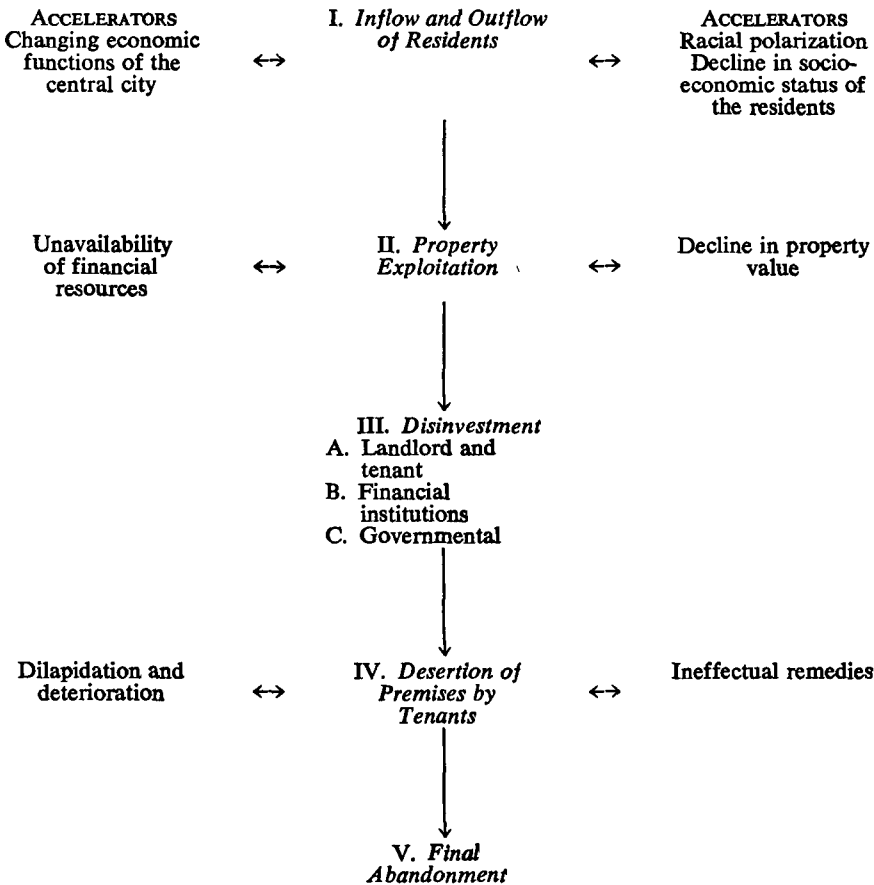 ACCELERATORS
Changing economic
functions of the
central city
I. Inflow and Outflow
of Residents
ACCELERATORS
Racial polarization
Decline in socio-
economic status of
the residents
Unavailability
of financial
resources
II. Property
Exploitation
Decline in property
value
III. Disinvestment
A. Landlord and
tenant
B. Financial
institutions
C. Governmental
Dilapidation and
deterioration
IV. Desertion of
Premises by
Tenants
Ineffectual remedies
V. Final
Abandonment